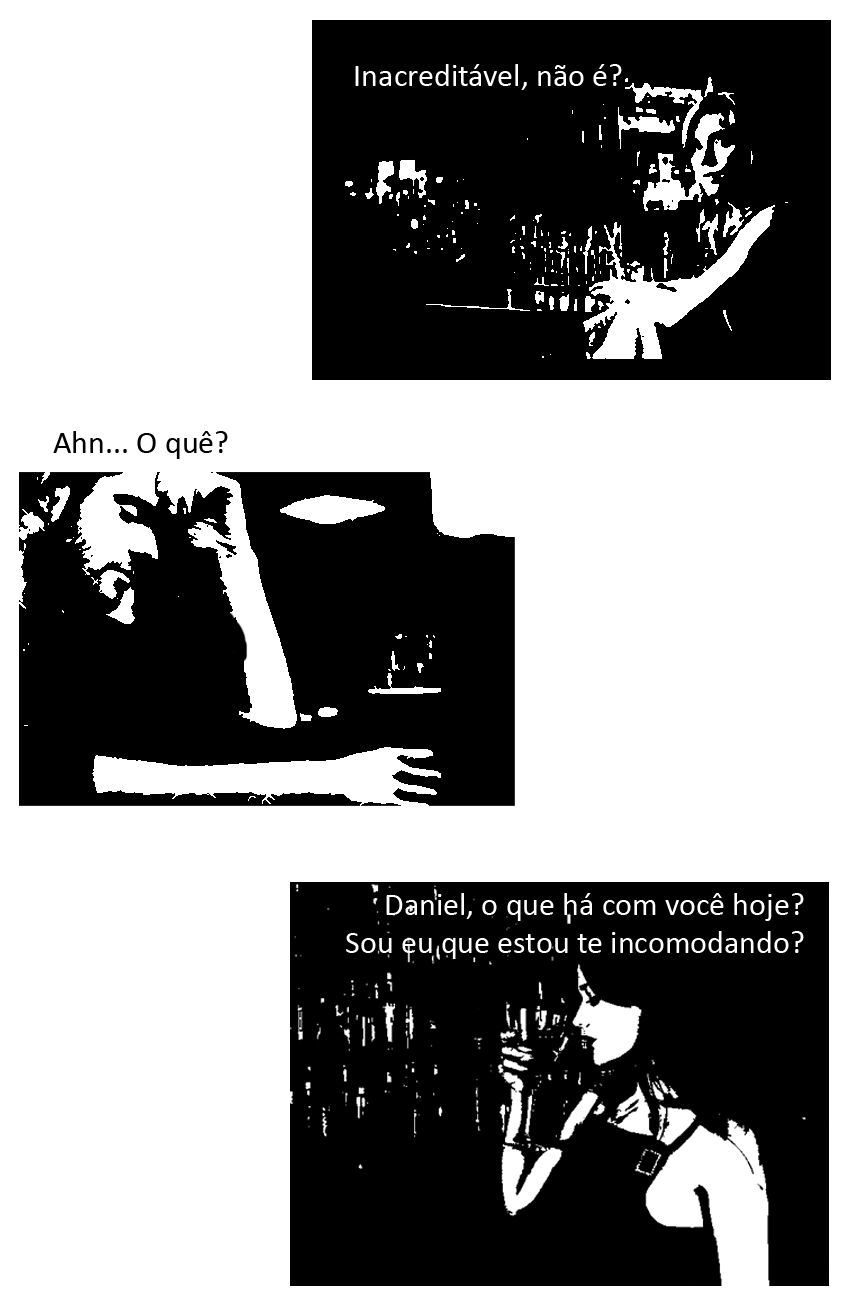 Inacreditável, não é?
Ahn... O quê?
Daniel, o que há com você hoje?
Sou eu que estou te incomodando?